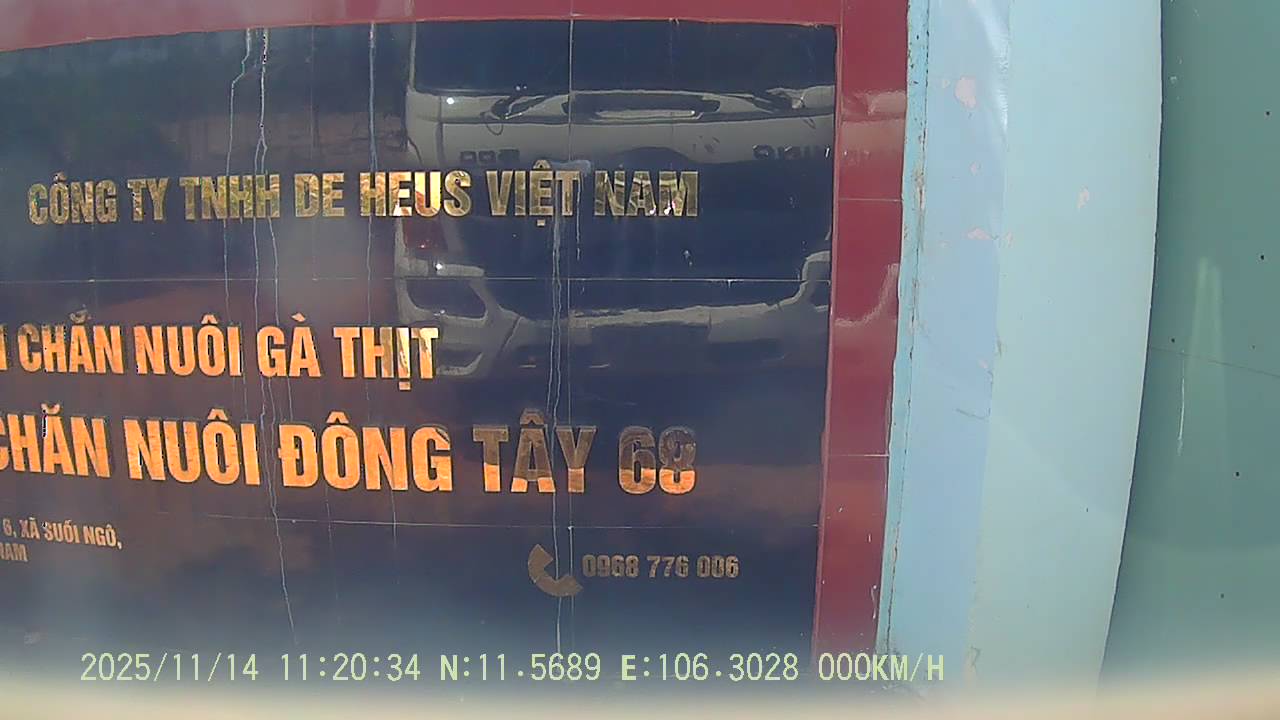 CÔNG TY TNHH DE HEUS VIỆT NAM
CHĂN NUÔI GÀ THỊT
CHĂN NUÔI ĐÔNG TÂY 68
6, XÃ SUỐI NGÔ,
NAM
0968 776 006
2025/11/14 11:20:34 N:11.5689 E:106.3028 000KM/H